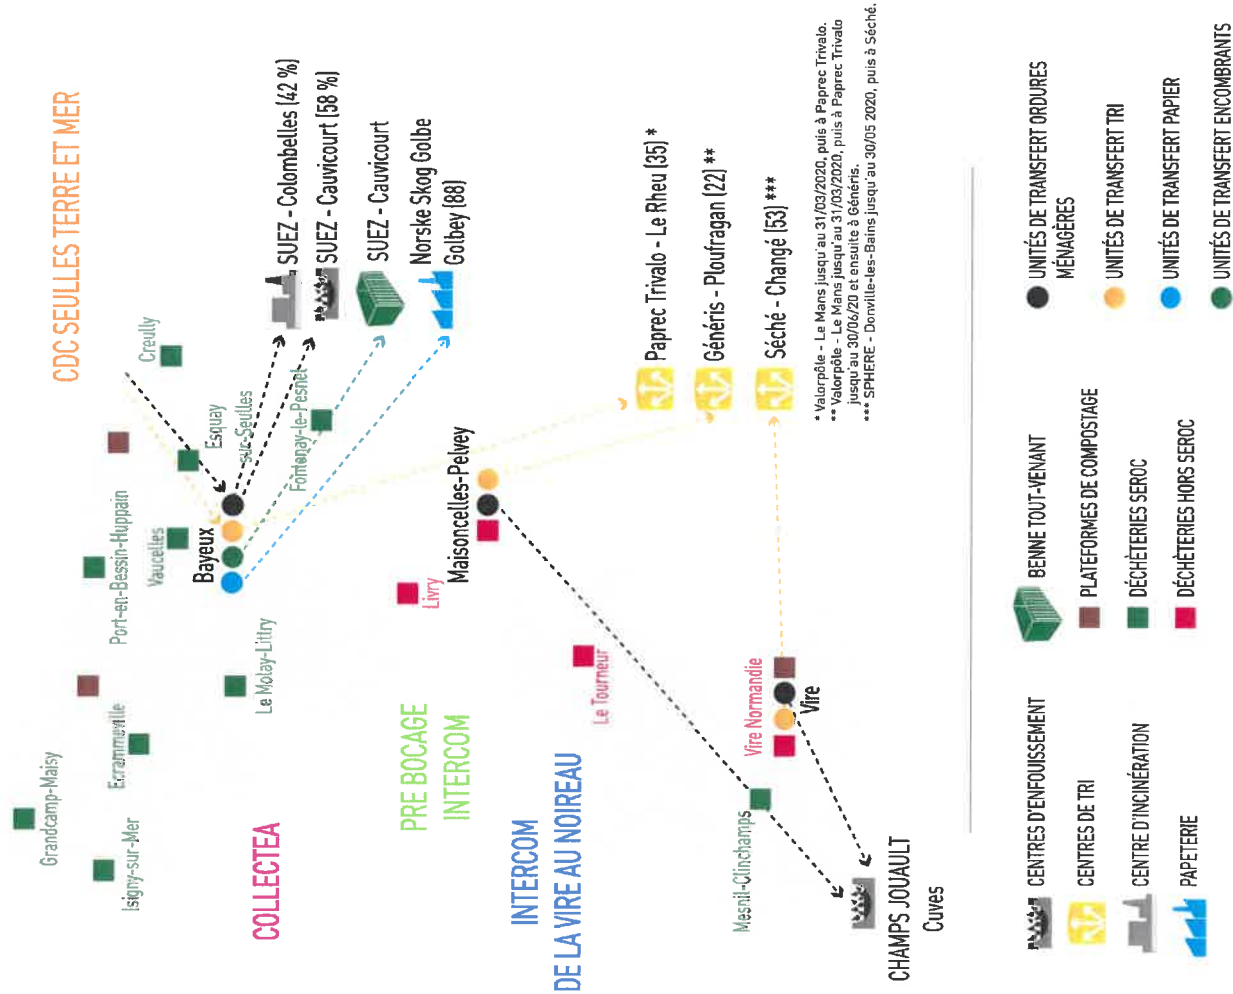 CDC SEULLES TERRE ET MER
Grandcamp-Maisy
Isigny-sur-Mer
Ecrammeville
Port-en-Bessin-Huppain
Vaucelles
Creully
Esquay
sur-Seulles
Bayeux
Le Molay-Littry
Fontenay-le-Pesnel
SUEZ - Colombelles (42 %)
SUEZ - Cauvicourt (58 %)
SUEZ - Cauvicourt
Norske Skog Golbe
Golbey (88)
COLLECTEA
PRE BOCAGE
INTERCOM
Livry
Maisoncelles-Pelvey
Le Tourneur
INTERCOM
DE LA VIRE AU NOIREAU
Paprec Trivalo - Le Rheu (35) *
Généris - Ploufragan (22) **
Séché - Changé (53) ***
Vire Normandie
Vire
Mesnil-Clinchamps
CHAMPS JOUAULT
Cuves
* Valorpôle - Le Mans jusqu'au 31/03/2020, puis à Paprec Trivalo.
** Valorpôle - Le Mans jusqu'au 31/03/2020, puis à Paprec Trivalo
jusqu'au 30/06/20 et ensuite à Généris.
*** SPHERE - Donville-les-Bains jusqu'au 30/05 2020, puis à Séché.
CENTRES D'ENFOUISSEMENT
CENTRES DE TRI
CENTRE D'INCINÉRATION
PAPETERIE
BENNE TOUT-VENANT
PLATEFORMES DE COMPOSTAGE
DÉCHÈTERIES SEROC
DÉCHÈTERIES HORS SEROC
UNITÉS DE TRANSFERT ORDURES
MÉNAGÈRES
UNITÉS DE TRANSFERT TRI
UNITÉS DE TRANSFERT PAPIER
UNITÉS DE TRANSFERT ENCOMBRANTS